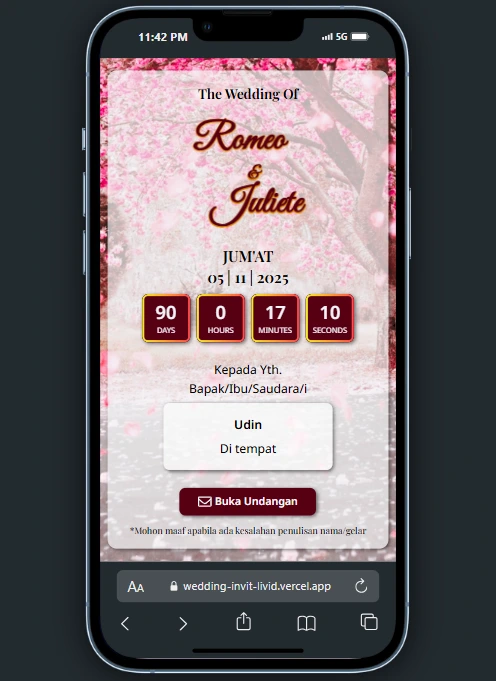 11:42 PM 5G
The Wedding Of
Romeo
&
Juliete
JUM'AT
05 | 11 | 2025
90 0 17 10
DAYS HOURS MINUTES SECONDS
Kepada Yth.
Bapak/Ibu/Saudara/i
Udin
Di tempat
Buka Undangan
*Mohon maaf apabila ada kesalahan penulisan nama/gelar
AA wedding-invit-livid.vercel.app